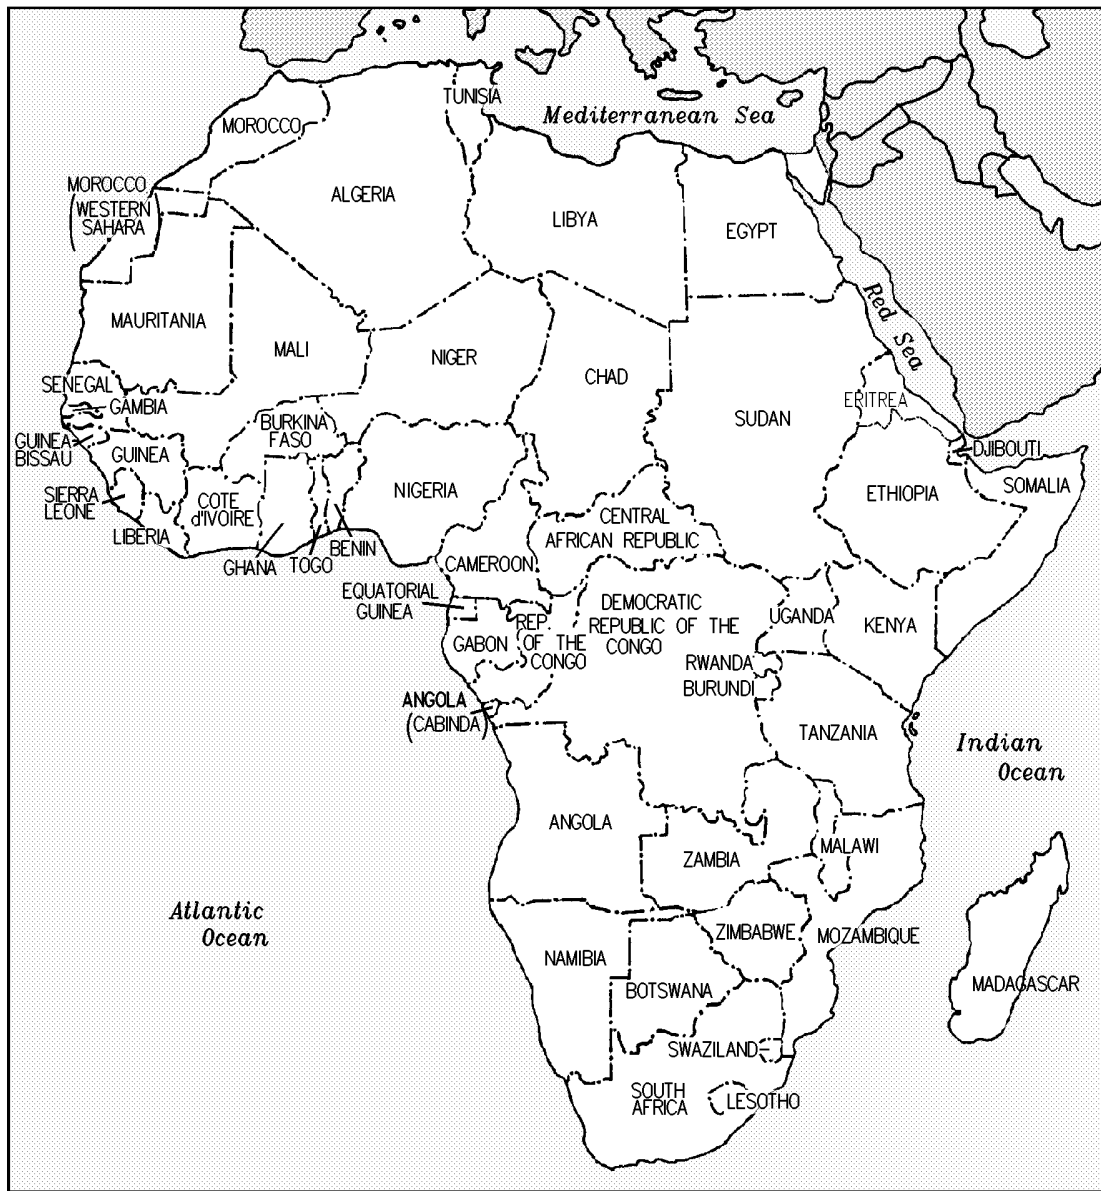 TUNISIA
Mediterranean Sea
MOROCCO
MOROCCO
(WESTERN
SAHARA)
ALGERIA
LIBYA
EGYPT
Red Sea
MAURITANIA
MALI
NIGER
CHAD
SUDAN
ERITREA
SENEGAL
GAMBIA
GUINEA
BISSAU
GUINEA
BURKINA
FASO
DJIBOUTI
SOMALIA
ETHIOPIA
NIGERIA
SIERRA
LEONE
COTE
d'IVOIRE
LIBERIA
GHANA
TOGO
BENIN
CENTRAL
AFRICAN REPUBLIC
CAMEROON
EQUATORIAL
GUINEA
GABON
REP.
OF THE
CONGO
DEMOCRATIC
REPUBLIC OF THE
CONGO
UGANDA
KENYA
RWANDA
BURUNDI
ANGOLA
(CABINDA)
TANZANIA
Indian
Ocean
ANGOLA
ZAMBIA
MALAWI
Atlantic
Ocean
NAMIBIA
ZIMBABWE
MOZAMBIQUE
BOTSWANA
MADAGASCAR
SWAZILAND
SOUTH
AFRICA
LESOTHO